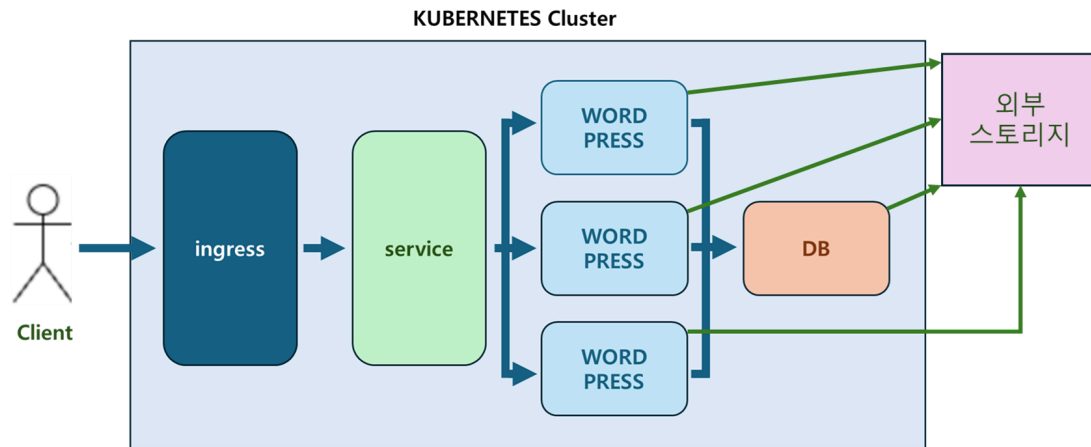 KUBERNETES Cluster
Client
ingress
service
WORD
PRESS
WORD
PRESS
WORD
PRESS
DB
외부
스토리지